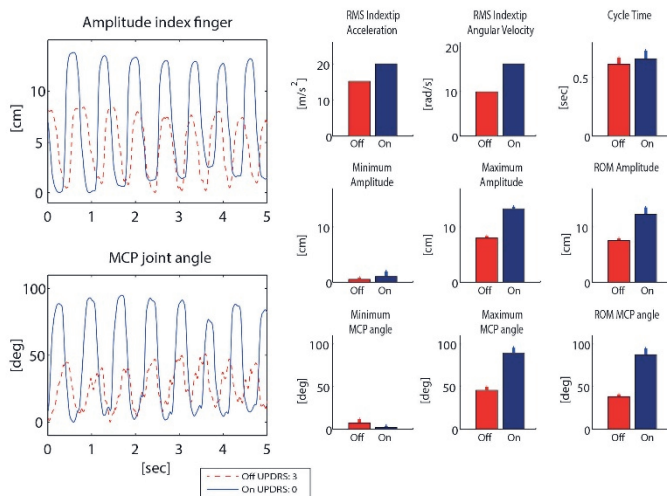 Amplitude index finger
[cm]
10
5
0
0 1 2 3 4 5
MCP joint angle
[deg]
100
50
0
0 1 2 3 4 5
[sec]
Off UPDRS: 3
On UPDRS: 0
RMS Indextip
Acceleration
[m/s²]
20
10
0
Off On
RMS Indextip
Angular Velocity
[rad/s]
20
10
0
Off On
Cycle Time
[sec]
0.5
0
Off On
Minimum
Amplitude
[cm]
10
0
Off On
Maximum
Amplitude
[cm]
10
0
Off On
ROM Amplitude
[cm]
10
0
Off On
Minimum
MCP angle
[deg]
100
50
0
Off On
Maximum
MCP angle
[deg]
100
50
0
Off On
ROM MCP angle
[deg]
100
50
0
Off On